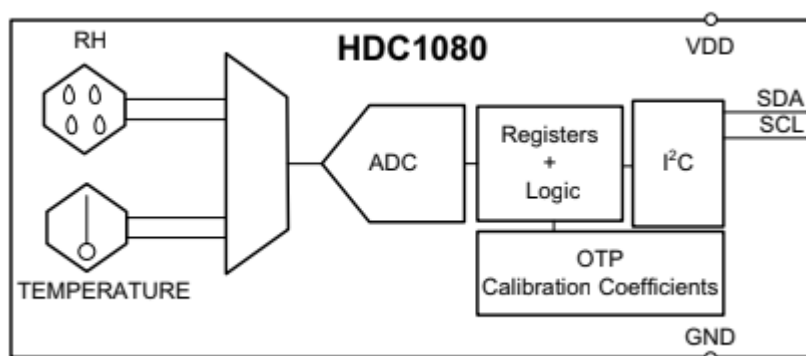 RH
HDC1080
VDD
SDA
SCL
ADC
Registers
+
Logic
I²C
OTP
Calibration Coefficients
TEMPERATURE
GND